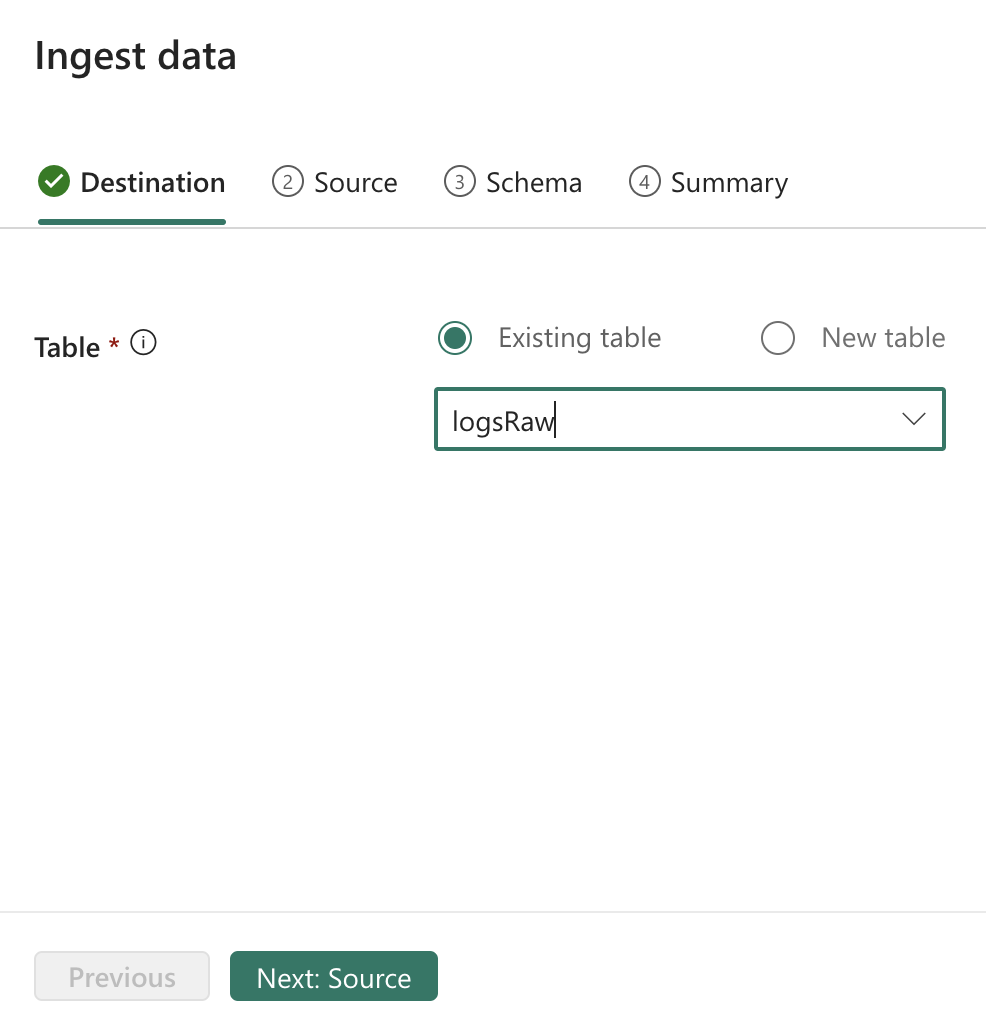 Ingest data
Destination 2 Source 3 Schema 4 Summary
Table * i Existing table New table
logsRaw
Previous Next: Source